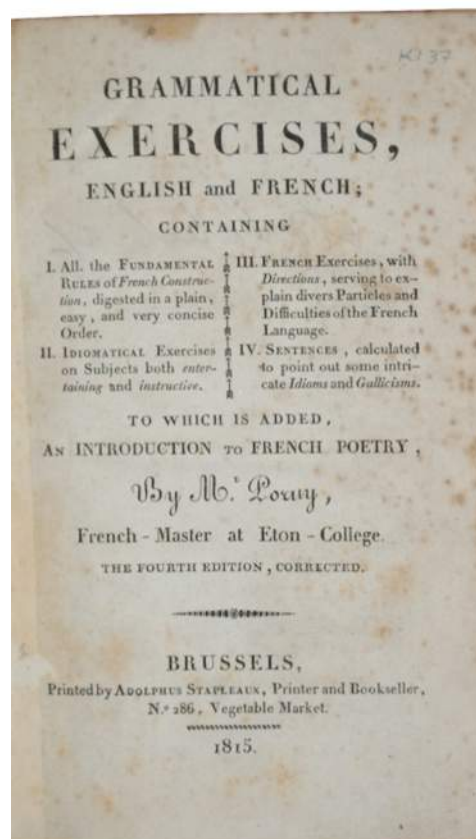 K137
GRAMMATICAL
EXERCISES,
ENGLISH and FRENCH;
CONTAINING
I. All. the FUNDAMENTAL
RULES of French Construc-
tion, digested in a plain,
easy, and very concise
Order.
II. IDIOMATICAL Exercises
on Subjects both enter-
taining and instructive.
III. FRENCH Exercises, with
Directions, serving to ex-
plain divers Particles and
Difficulties of the French
Language.
IV. SENTENCES, calculated
to point out some intri-
cate Idioms and Gallicisms.
TO WHICH IS ADDED,
AN INTRODUCTION TO FRENCH POETRY,
By M.r Porny,
French - Master at Eton - College.
THE FOURTH EDITION, CORRECTED.
BRUSSELS,
Printed by ADOLPHUS STAPLEAUX, Printer and Bookseller,
N.o 286, Vegetable Market.
1815.